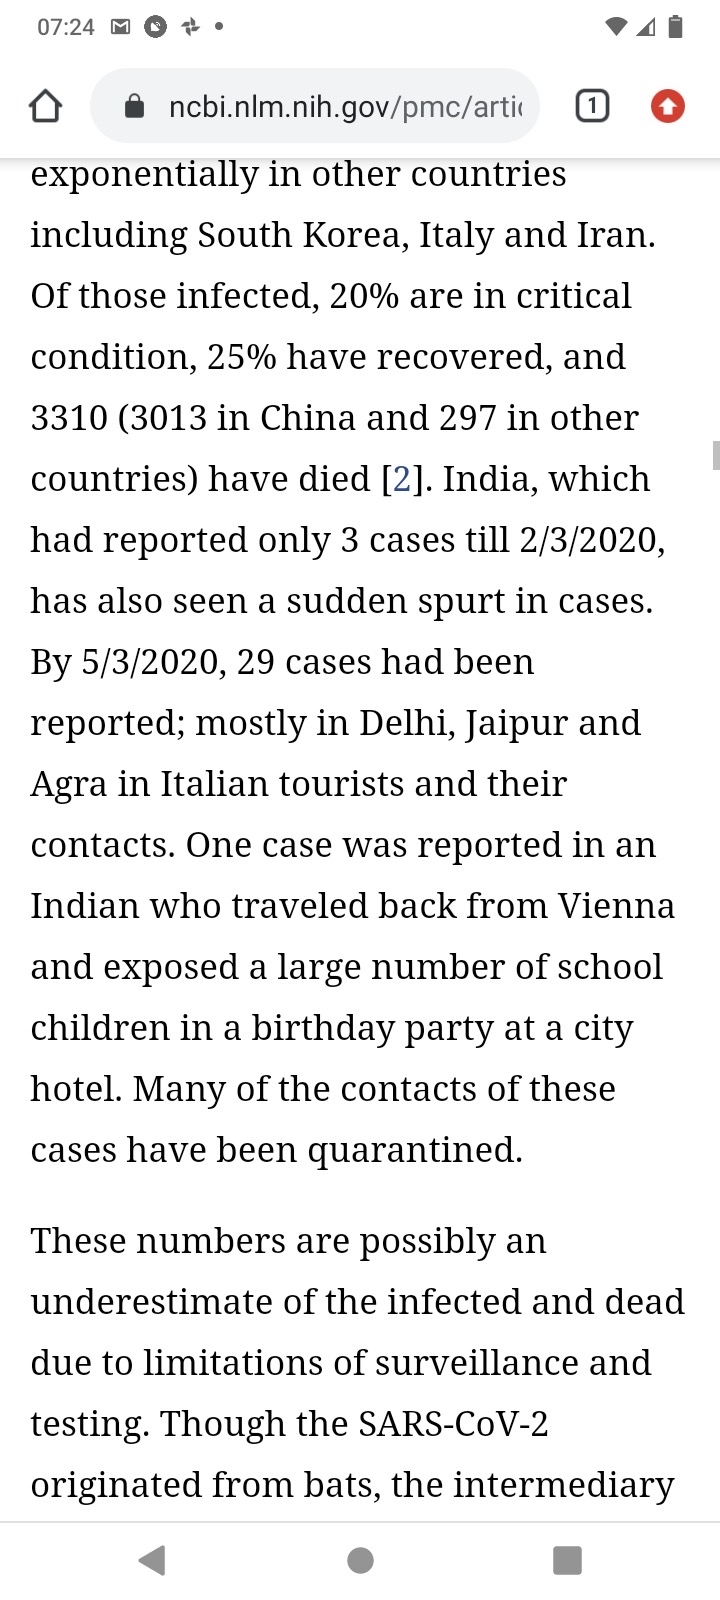 07:24
ncbi.nlm.nih.gov/pmc/artic
1
exponentially in other countries
including South Korea, Italy and Iran.
Of those infected, 20% are in critical
condition, 25% have recovered, and
3310 (3013 in China and 297 in other
countries) have died [2]. India, which
had reported only 3 cases till 2/3/2020,
has also seen a sudden spurt in cases.
By 5/3/2020, 29 cases had been
reported; mostly in Delhi, Jaipur and
Agra in Italian tourists and their
contacts. One case was reported in an
Indian who traveled back from Vienna
and exposed a large number of school
children in a birthday party at a city
hotel. Many of the contacts of these
cases have been quarantined.
These numbers are possibly an
underestimate of the infected and dead
due to limitations of surveillance and
testing. Though the SARS-CoV-2
originated from bats, the intermediary